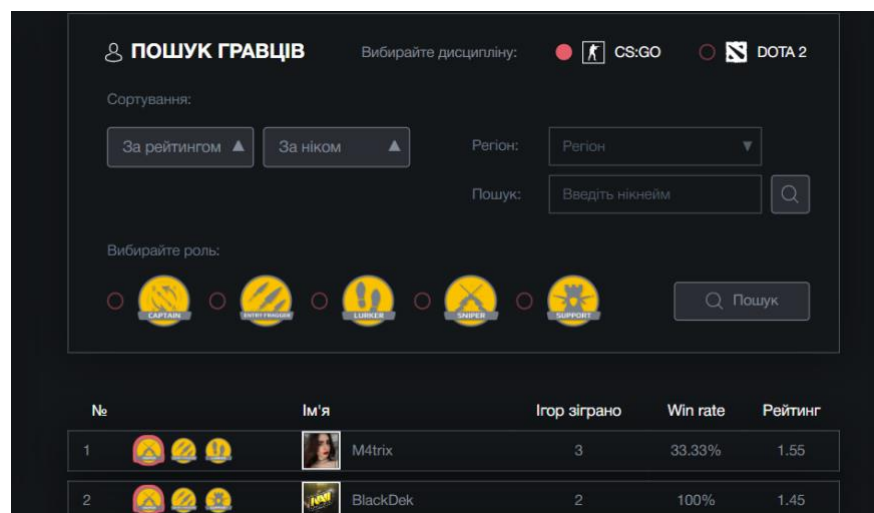 ПОШУК ГРАВЦІВ
Вибирайте дисципліну:
CS:GO
DOTA 2
Сортування:
За рейтингом
За ніком
Регіон:
Регіон
Пошук:
Введіть нікнейм
Вибирайте роль:
CAPTAIN
ENTRY FRAGGER
LURKER
SNIPER
SUPPORT
Пошук
№ Ім'я Ігор зіграно Win rate Рейтинг
1 M4trix 3 33.33% 1.55
2 BlackDek 2 100% 1.45